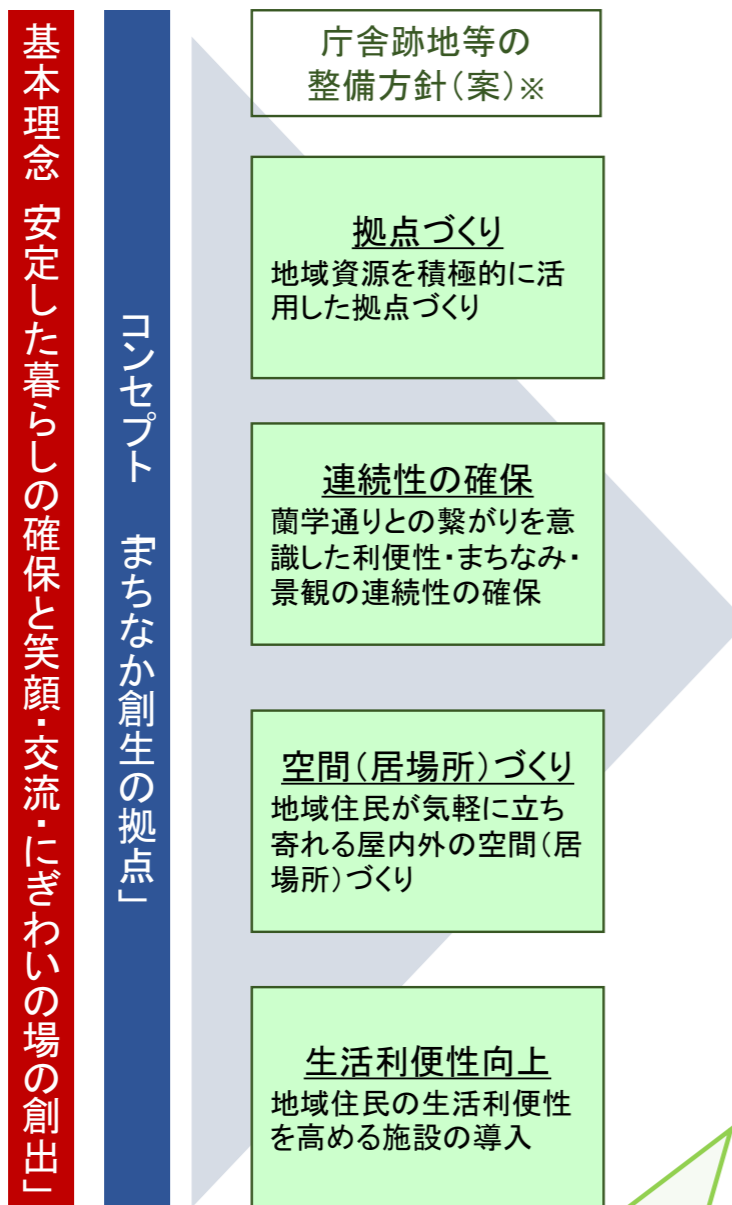 基本理念 「安定した暮らしの確保と笑顔・交流・にぎわいの場の創出」
コンセプト 「まちなか創生の拠点」
庁舎跡地等の
整備方針(案)※
拠点づくり
地域資源を積極的に活
用した拠点づくり
連続性の確保
蘭学通りとの繋がりを意
識した利便性・まちなみ・
景観の連続性の確保
空間(居場所)づくり
地域住民が気軽に立ち
寄れる屋内外の空間(居
場所)づくり
生活利便性向上
地域住民の生活利便性
を高める施設の導入